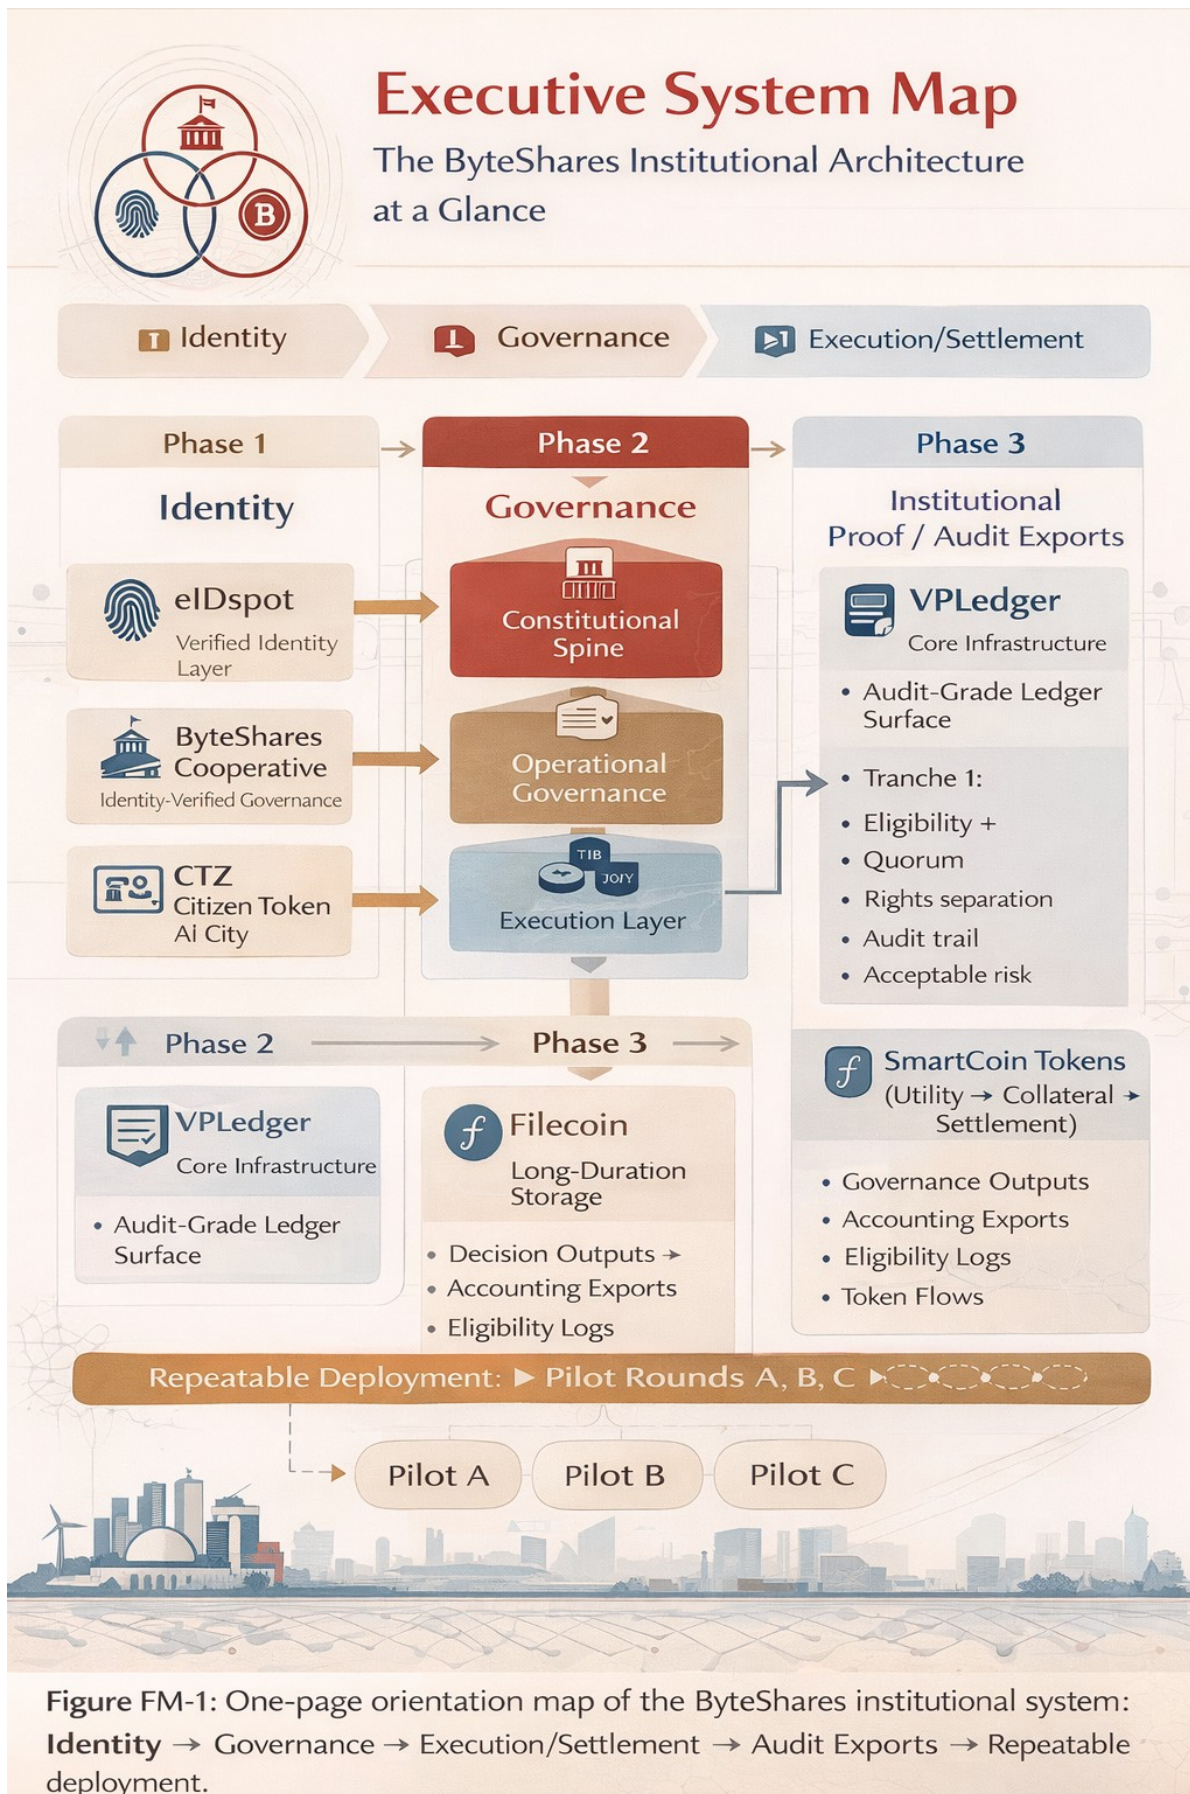 Executive System Map
The ByteShares Institutional Architecture
at a Glance
B
Identity
Governance
Execution/Settlement
Phase 1
Identity
eIDspot
Verified Identity
Layer
ByteShares
Cooperative
Identity-Verified Governance
CTZ
Citizen Token
Ai City
Phase 2
Governance
Constitutional
Spine
Operational
Governance
TIB
Execution Layer
Phase 3
Institutional
Proof / Audit Exports
VPLedger
Core Infrastructure
• Audit-Grade Ledger
Surface
• Tranche 1:
• Eligibility +
• Quorum
• Rights separation
• Audit trail
• Acceptable risk
Phase 2
Phase 3
VPLedger
Core Infrastructure
• Audit-Grade Ledger
Surface
f
Filecoin
Long-Duration
Storage
• Decision Outputs →
• Accounting Exports
• Eligibility Logs
f
SmartCoin Tokens
(Utility → Collateral →
Settlement)
• Governance Outputs
• Accounting Exports
• Eligibility Logs
• Token Flows
Repeatable Deployment: ▶ Pilot Rounds A, B, C ▶
Pilot A
Pilot B
Pilot C
Figure FM-1: One-page orientation map of the ByteShares institutional system:
Identity → Governance → Execution/Settlement → Audit Exports → Repeatable
deployment.